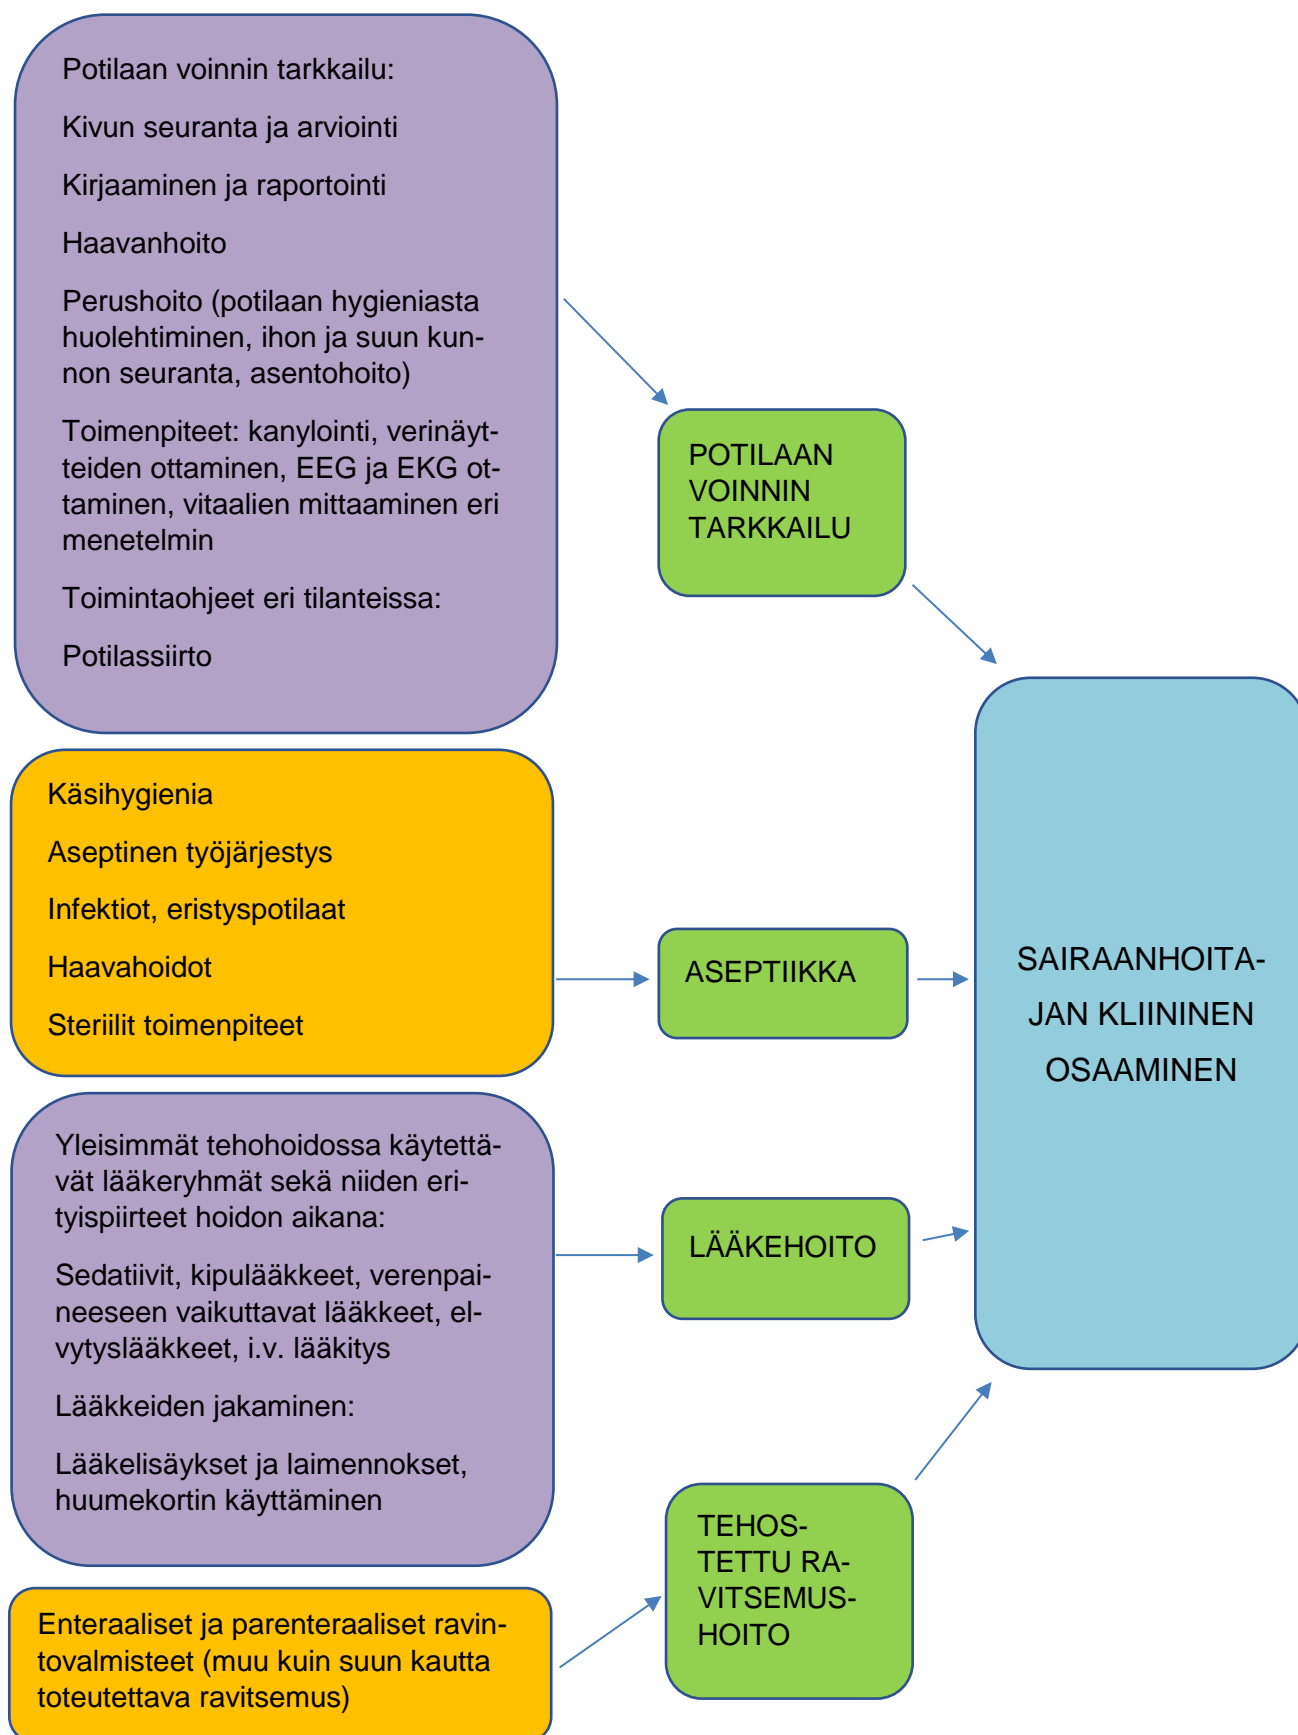 Potilaan voinnin tarkkailu:
Kivun seuranta ja arviointi
Kirjaaminen ja raportointi
Haavanhoito
Perushoito (potilaan hygieniasta
huolehtiminen, ihon ja suun kun-
non seuranta, asentohoito)
Toimenpiteet: kanylointi, verinäyt-
teiden ottaminen, EEG ja EKG ot-
taminen, vitaalien mittaaminen eri
menetelmin
Toimintaohjeet eri tilanteissa:
Potilassiirto
POTILAAN
VOINNIN
TARKKAILU
Käsihygienia
Aseptinen työjärjestys
Infektiot, eristyspotilaat
Haavahoidot
Steriilit toimenpiteet
ASEPTIIKKA
Yleisimmät tehohoidossa käytettä-
vät lääkeryhmät sekä niiden eri-
tyispiirteet hoidon aikana:
Sedatiivit, kipulääkkeet, verenpai-
neeseen vaikuttavat lääkkeet, el-
vytyslääkkeet, i.v. lääkitys
Lääkkeiden jakaminen:
Lääkelisäykset ja laimennokset,
huumekortin käyttäminen
LÄÄKEHOITO
Enteraaliset ja parenteraaliset ravin-
tovalmisteet (muu kuin suun kautta
toteutettava ravitsemus)
TEHOS-
TETTU RA-
VITSEMUS-
HOITO
SAIRAANHOITA-
JAN KLIININEN
OSAAMINEN